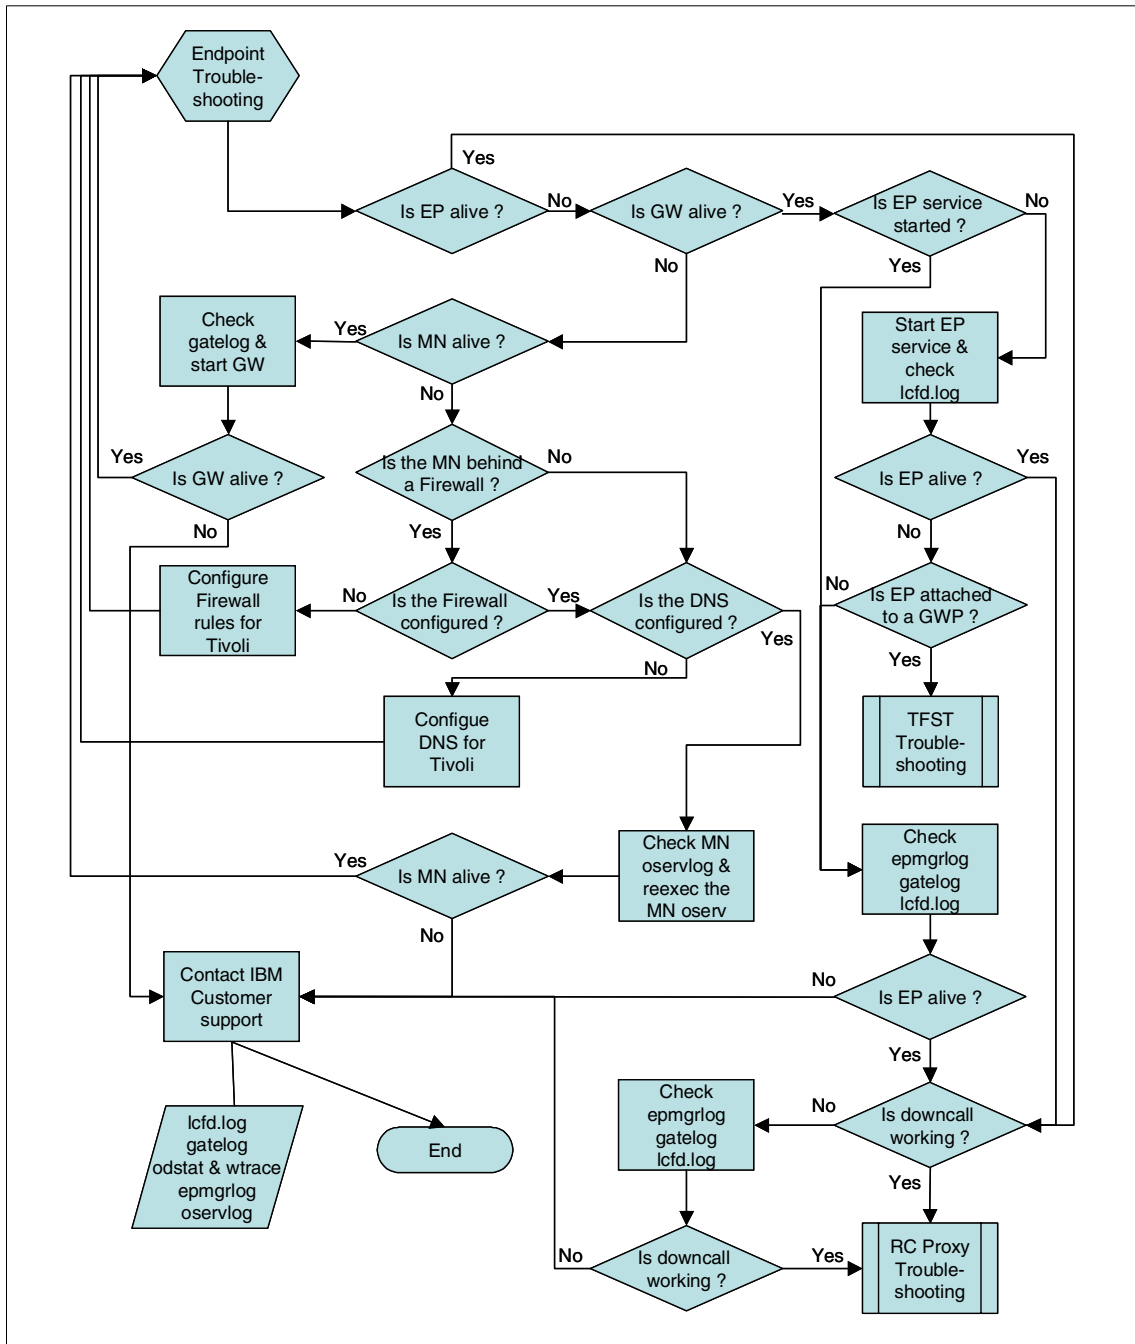 Endpoint
Trouble-
shooting
Yes
Is EP alive ?
No
Is GW alive ?
Yes
Is EP service
started ?
No
No
Yes
Check
gatelog &
start GW
Yes
Is MN alive ?
Start EP
service &
check
lcfd.log
No
Yes
Is GW alive ?
No
Is the MN behind
a Firewall ?
No
Is EP alive ?
Yes
Yes
No
Configure
Firewall
rules for
Tivoli
No
Is the Firewall
configured ?
Yes
Is the DNS
configured ?
Yes
No
Is EP attached
to a GWP ?
No
Yes
Configue
DNS for
Tivoli
TFST
Trouble-
shooting
Yes
Is MN alive ?
Check MN
oservlog &
reexec the
MN oserv
Check
epmgrlog
gatelog
lcfd.log
No
Contact IBM
Customer
support
No
Is EP alive ?
Yes
Check
epmgrlog
gatelog
lcfd.log
No
Is downcall
working ?
lcfd.log
gatelog
odstat & wtrace
epmgrlog
oservlog
End
Yes
No
Is downcall
working ?
Yes
RC Proxy
Trouble-
shooting